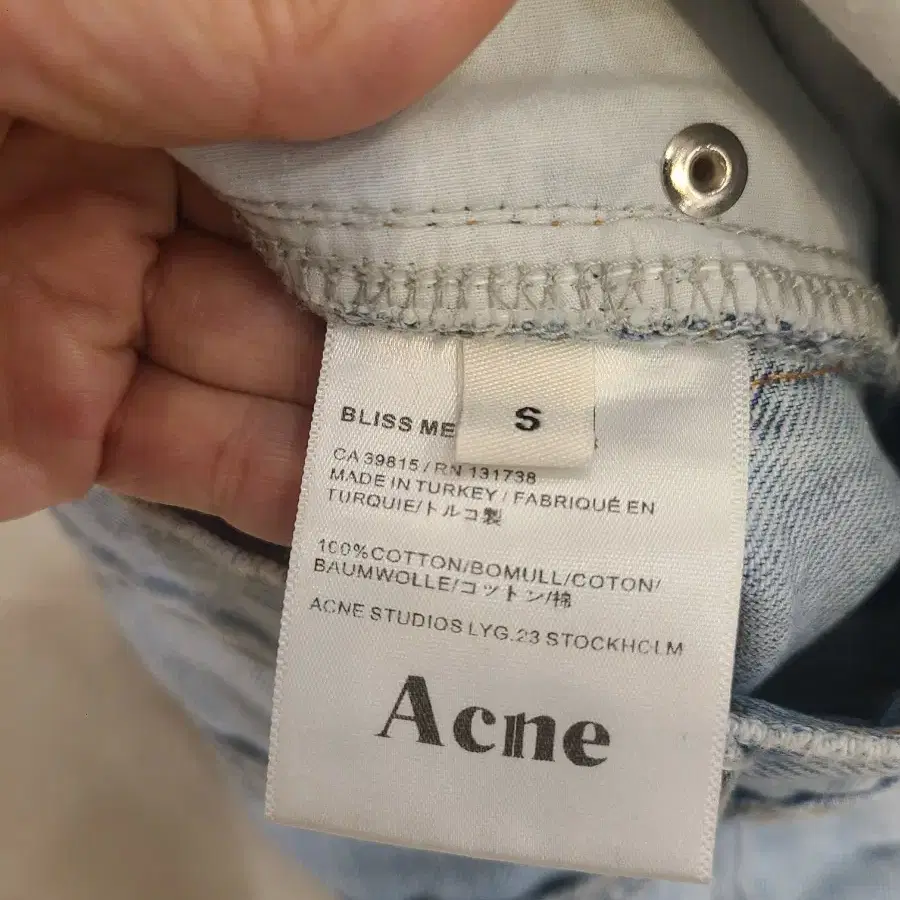 S
BLISS ME
CA 39815 / RN 131738
MADE IN TURKEY / FABRIQUÉ EN
TURQUIE/トルコ製
100%COTTON/BOMULL/COTON/
BAUMWOLLE/コットン/棉
ACNE STUDIOS LYG.23 STOCKHOLM
Acne